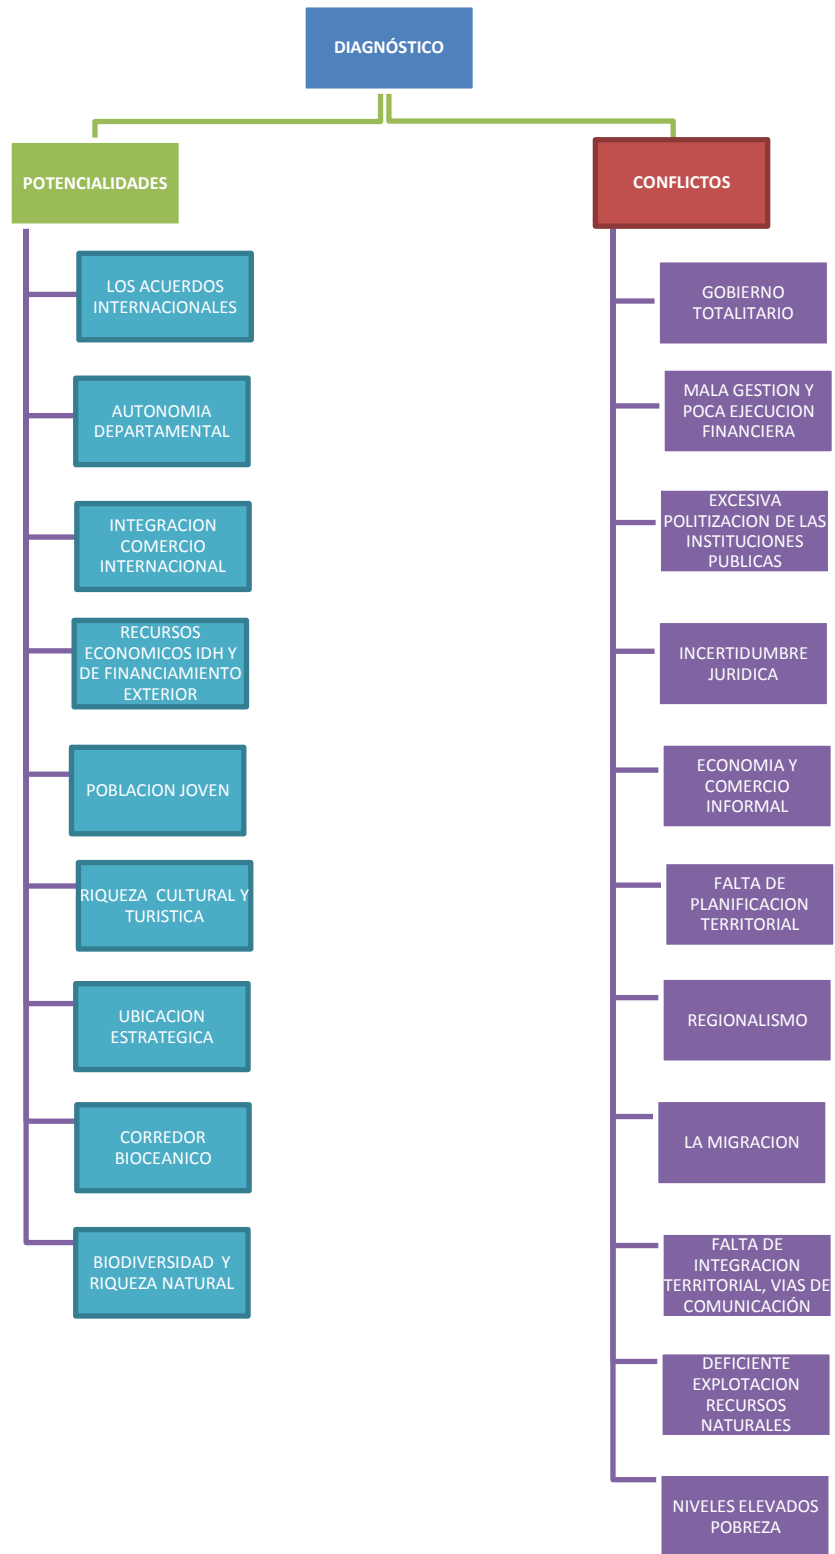 DIAGNÓSTICO
POTENCIALIDADES
LOS ACUERDOS
INTERNACIONALES
AUTONOMIA
DEPARTAMENTAL
INTEGRACION
COMERCIO
INTERNACIONAL
RECURSOS
ECONOMICOS IDH Y
DE FINANCIAMIENTO
EXTERIOR
POBLACION JOVEN
RIQUEZA CULTURAL Y
TURISTICA
UBICACION
ESTRATEGICA
CORREDOR
BIOCEANICO
BIODIVERSIDAD Y
RIQUEZA NATURAL
CONFLICTOS
GOBIERNO
TOTALITARIO
MALA GESTION Y
POCA EJECUCION
FINANCIERA
EXCESIVA
POLITIZACION DE LAS
INSTITUCIONES
PUBLICAS
INCERTIDUMBRE
JURIDICA
ECONOMIA Y
COMERCIO
INFORMAL
FALTA DE
PLANIFICACION
TERRITORIAL
REGIONALISMO
LA MIGRACION
FALTA DE
INTEGRACION
TERRITORIAL, VIAS DE
COMUNICACIÓN
DEFICIENTE
EXPLOTACION
RECURSOS
NATURALES
NIVELES ELEVADOS
POBREZA